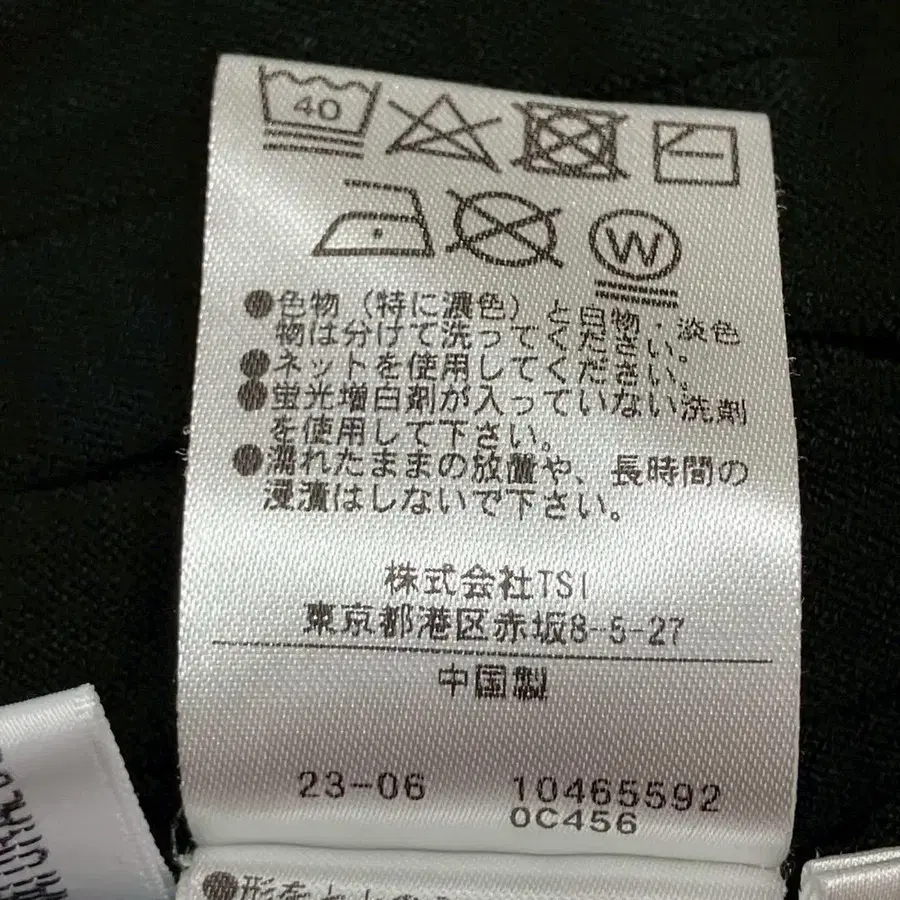 40
W
●色物（特に濃色）と白物・淡色
物は分けて洗ってください。
●ネットを使用してください。
●蛍光増白剤が入っていない洗剤
を使用して下さい。
●濡れたままの放置や、長時間の
浸漬はしないで下さい。
株式会社TSI
東京都港区赤坂8-5-27
中国製
23-06 10465592
0C456